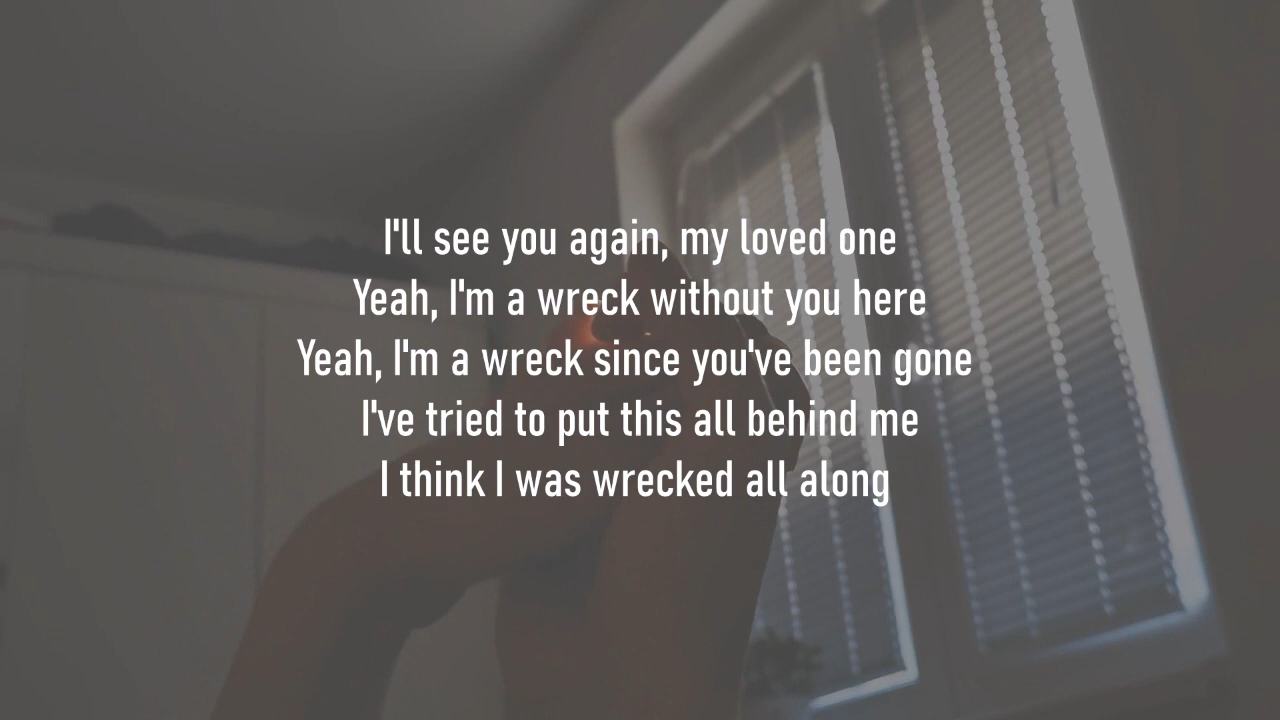 I'll see you again, my loved one
Yeah, I'm a wreck without you here
Yeah, I'm a wreck since you've been gone
I've tried to put this all behind me
I think I was wrecked all along